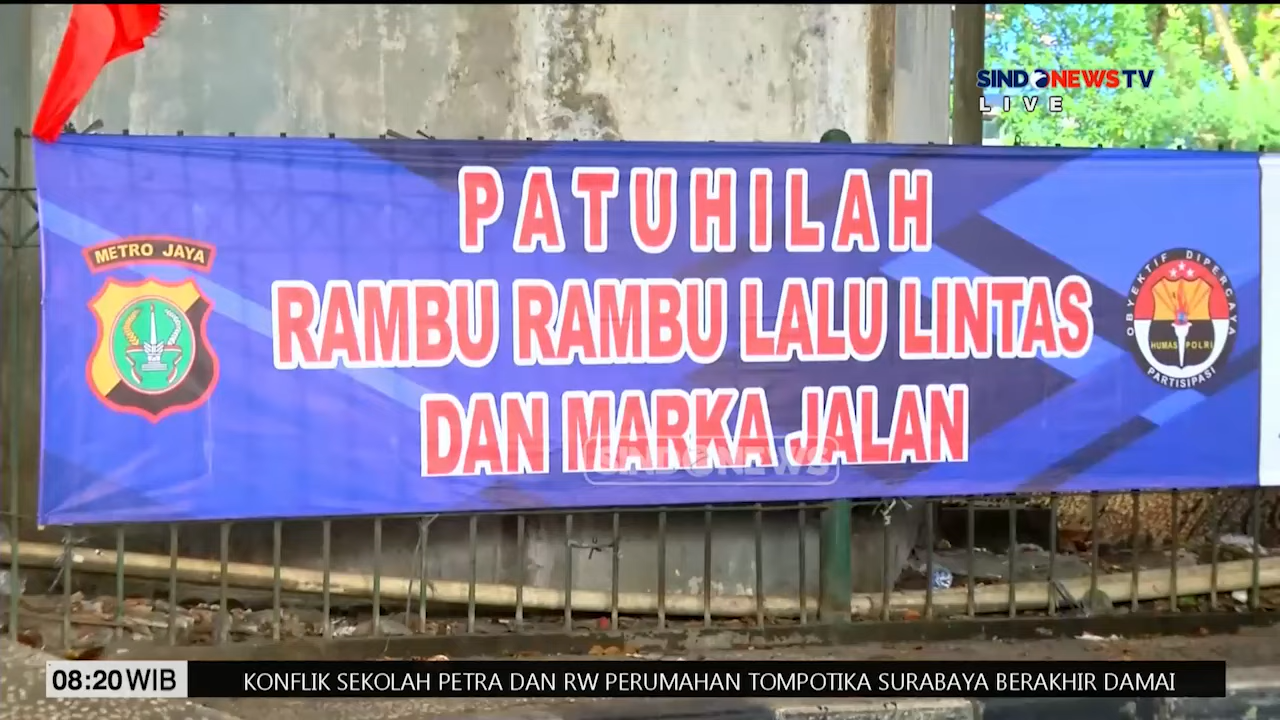 SINDONEWSTV
LIVE
PATUHILAH
RAMBU RAMBU LALU LINTAS
DAN MARKA JALAN
METRO JAYA
OBYEKTIF DIPERCAYA
HUMAS POLRI
PARTISIPASI
SINDONEWS
08:20 WIB
KONFLIK SEKOLAH PETRA DAN RW PERUMAHAN TOMPOTIKA SURABAYA BERAKHIR DAMAI